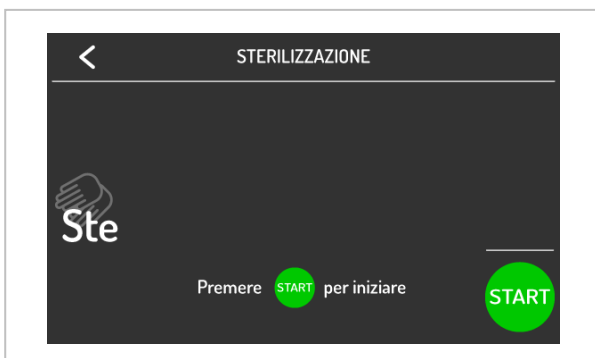 STERILIZZAZIONE
Ste
Premere START per iniziare
START